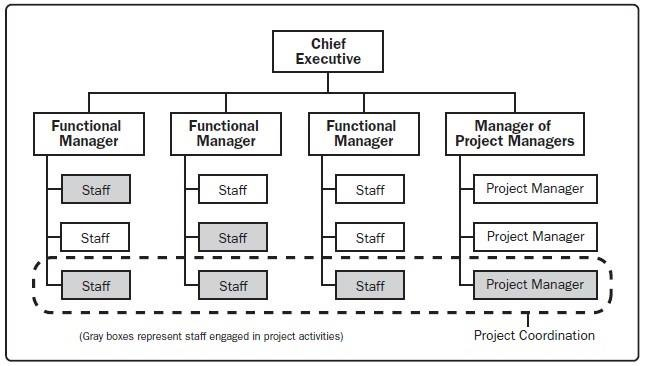 Chief
Executive
Functional
Manager
Functional
Manager
Functional
Manager
Manager of
Project Managers
Staff
Staff
Staff
Project Manager
Staff
Staff
Staff
Project Manager
Staff
Staff
Staff
Project Manager
(Gray boxes represent staff engaged in project activities)
Project Coordination